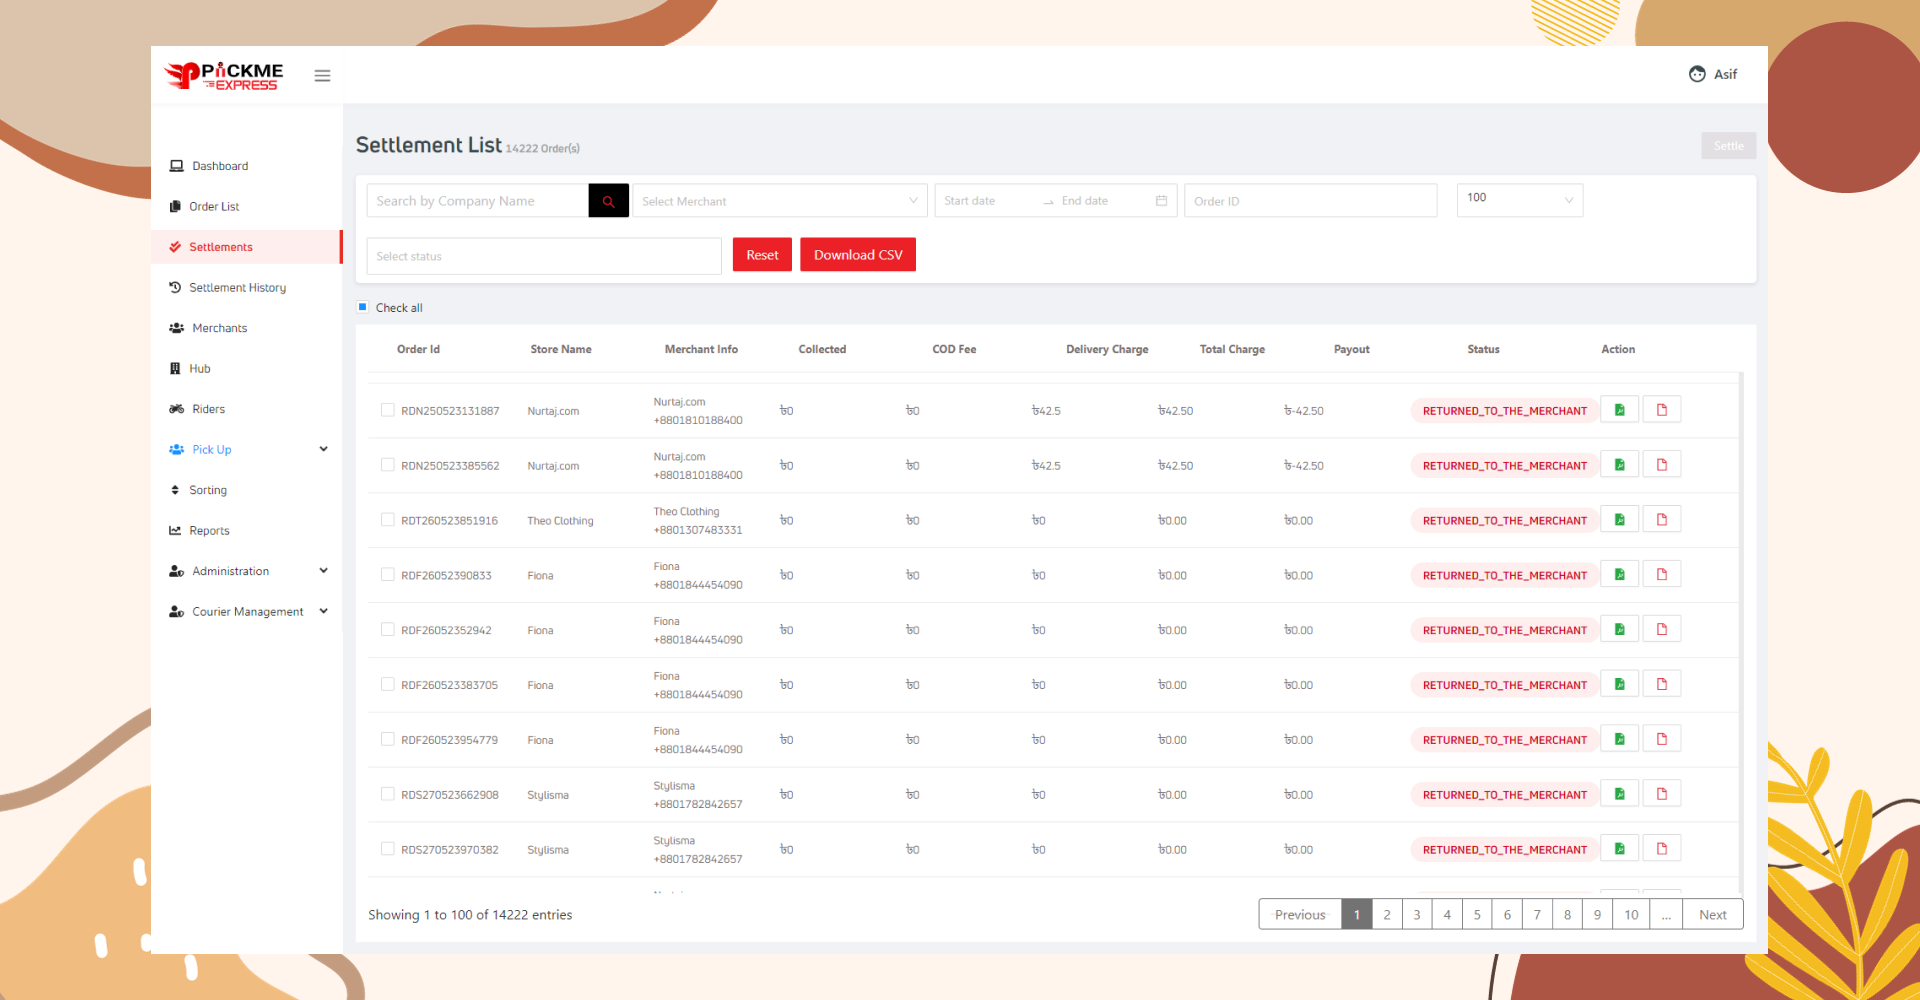 PIICKME
EXPRESS
Asif
Dashboard
Order List
Settlements
Settlement History
Merchants
Hub
Riders
Pick Up
Sorting
Reports
Administration
Courier Management
Settlement List 14222 Order(s)
Settle
Search by Company Name
Select Merchant
Start date
End date
Order ID
100
Select status
Reset
Download CSV
Check all
Order Id Store Name Merchant Info Collected COD Fee Delivery Charge Total Charge Payout Status Action
RDN250523131887 Nurtaj.com Nurtaj.com +8801810188400 ৳0 ৳0 ৳42.5 ৳42.50 ৳-42.50 RETURNED_TO_THE_MERCHANT
RDN250523385562 Nurtaj.com Nurtaj.com +8801810188400 ৳0 ৳0 ৳42.5 ৳42.50 ৳-42.50 RETURNED_TO_THE_MERCHANT
RDT260523851916 Theo Clothing Theo Clothing +8801307483331 ৳0 ৳0 ৳0 ৳0.00 ৳0.00 RETURNED_TO_THE_MERCHANT
RDF26052390833 Fiona Fiona +8801844454090 ৳0 ৳0 ৳0 ৳0.00 ৳0.00 RETURNED_TO_THE_MERCHANT
RDF26052352942 Fiona Fiona +8801844454090 ৳0 ৳0 ৳0 ৳0.00 ৳0.00 RETURNED_TO_THE_MERCHANT
RDF260523383705 Fiona Fiona +8801844454090 ৳0 ৳0 ৳0 ৳0.00 ৳0.00 RETURNED_TO_THE_MERCHANT
RDF260523954779 Fiona Fiona +8801844454090 ৳0 ৳0 ৳0 ৳0.00 ৳0.00 RETURNED_TO_THE_MERCHANT
RDS270523662908 Stylisma Stylisma +8801782842657 ৳0 ৳0 ৳0 ৳0.00 ৳0.00 RETURNED_TO_THE_MERCHANT
RDS270523970382 Stylisma Stylisma +8801782842657 ৳0 ৳0 ৳0 ৳0.00 ৳0.00 RETURNED_TO_THE_MERCHANT
Showing 1 to 100 of 14222 entries
Previous 1 2 3 4 5 6 7 8 9 10 ... Next